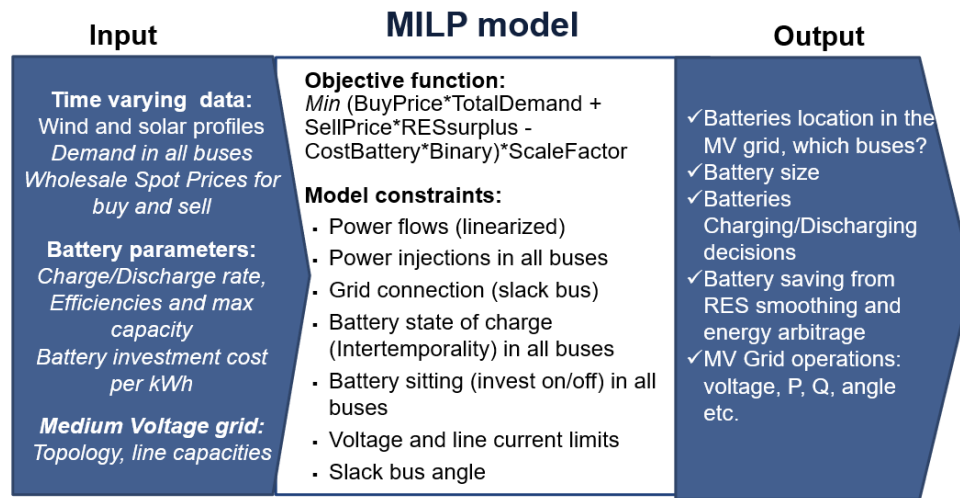 Input
Time varying data:
Wind and solar profiles
Demand in all buses
Wholesale Spot Prices for
buy and sell
Battery parameters:
Charge/Discharge rate,
Efficiencies and max
capacity
Battery investment cost
per kWh
Medium Voltage grid:
Topology, line capacities
MILP model
Objective function:
Min (BuyPrice*TotalDemand +
SellPrice*RESsurplus -
CostBattery*Binary)*ScaleFactor
Model constraints:
▪ Power flows (linearized)
▪ Power injections in all buses
▪ Grid connection (slack bus)
▪ Battery state of charge
(Intertemporality) in all buses
▪ Battery sitting (invest on/off) in all
buses
▪ Voltage and line current limits
▪ Slack bus angle
Output
✓Batteries location in the
MV grid, which buses?
✓Battery size
✓Batteries
Charging/Discharging
decisions
✓Battery saving from
RES smoothing and
energy arbitrage
✓MV Grid operations:
voltage, P, Q, angle
etc.